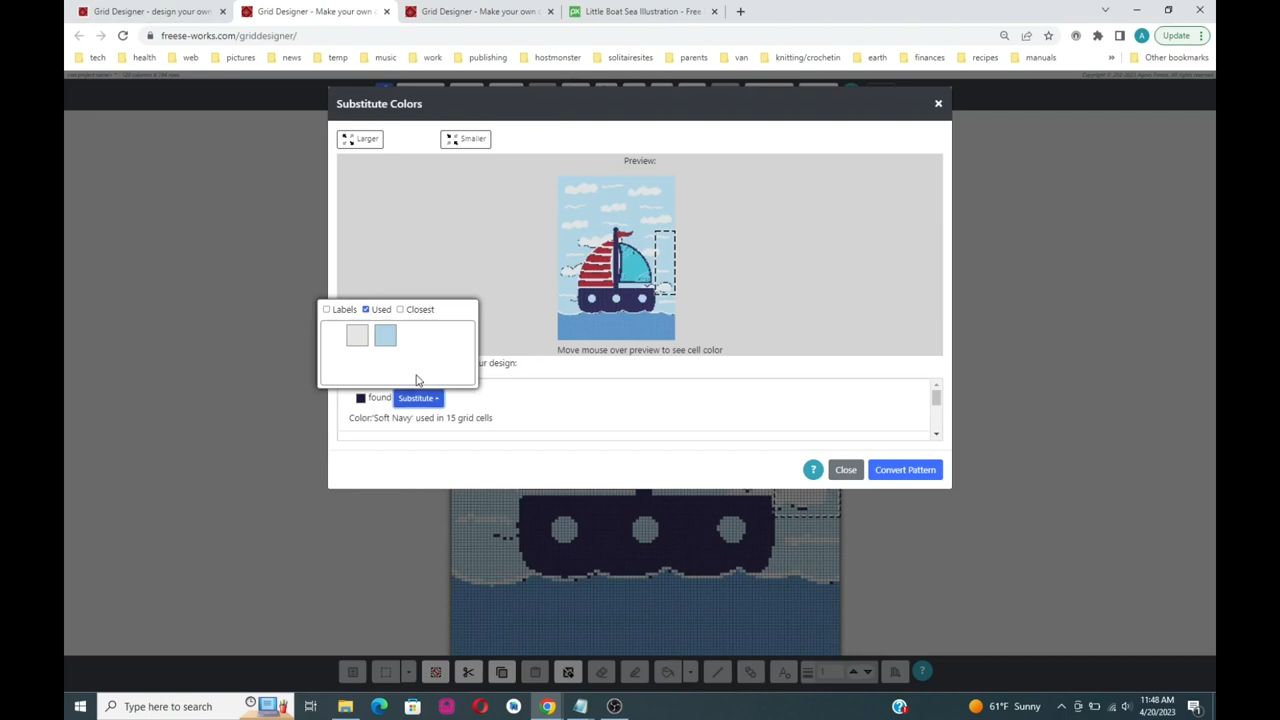 Grid Designer - design your own
Grid Designer - Make your own
Grid Designer - Make your own
Little Boat Sea Illustration - Free
freese-works.com/griddesigner/
A
Update
tech
health
web
pictures
news
temp
music
work
publishing
hostmonster
solitairesites
parents
van
knitting/crochetin
earth
finances
recipes
manuals
»
Other bookmarks
Substitute Colors
Larger
Smaller
Preview:
Labels
Used
Closest
Move mouse over preview to see cell color
ur design:
found
Substitute
Color:'Soft Navy' used in 15 grid cells
?
Close
Convert Pattern
1
?
Type here to search
61°F Sunny
11:48 AM
4/20/2023